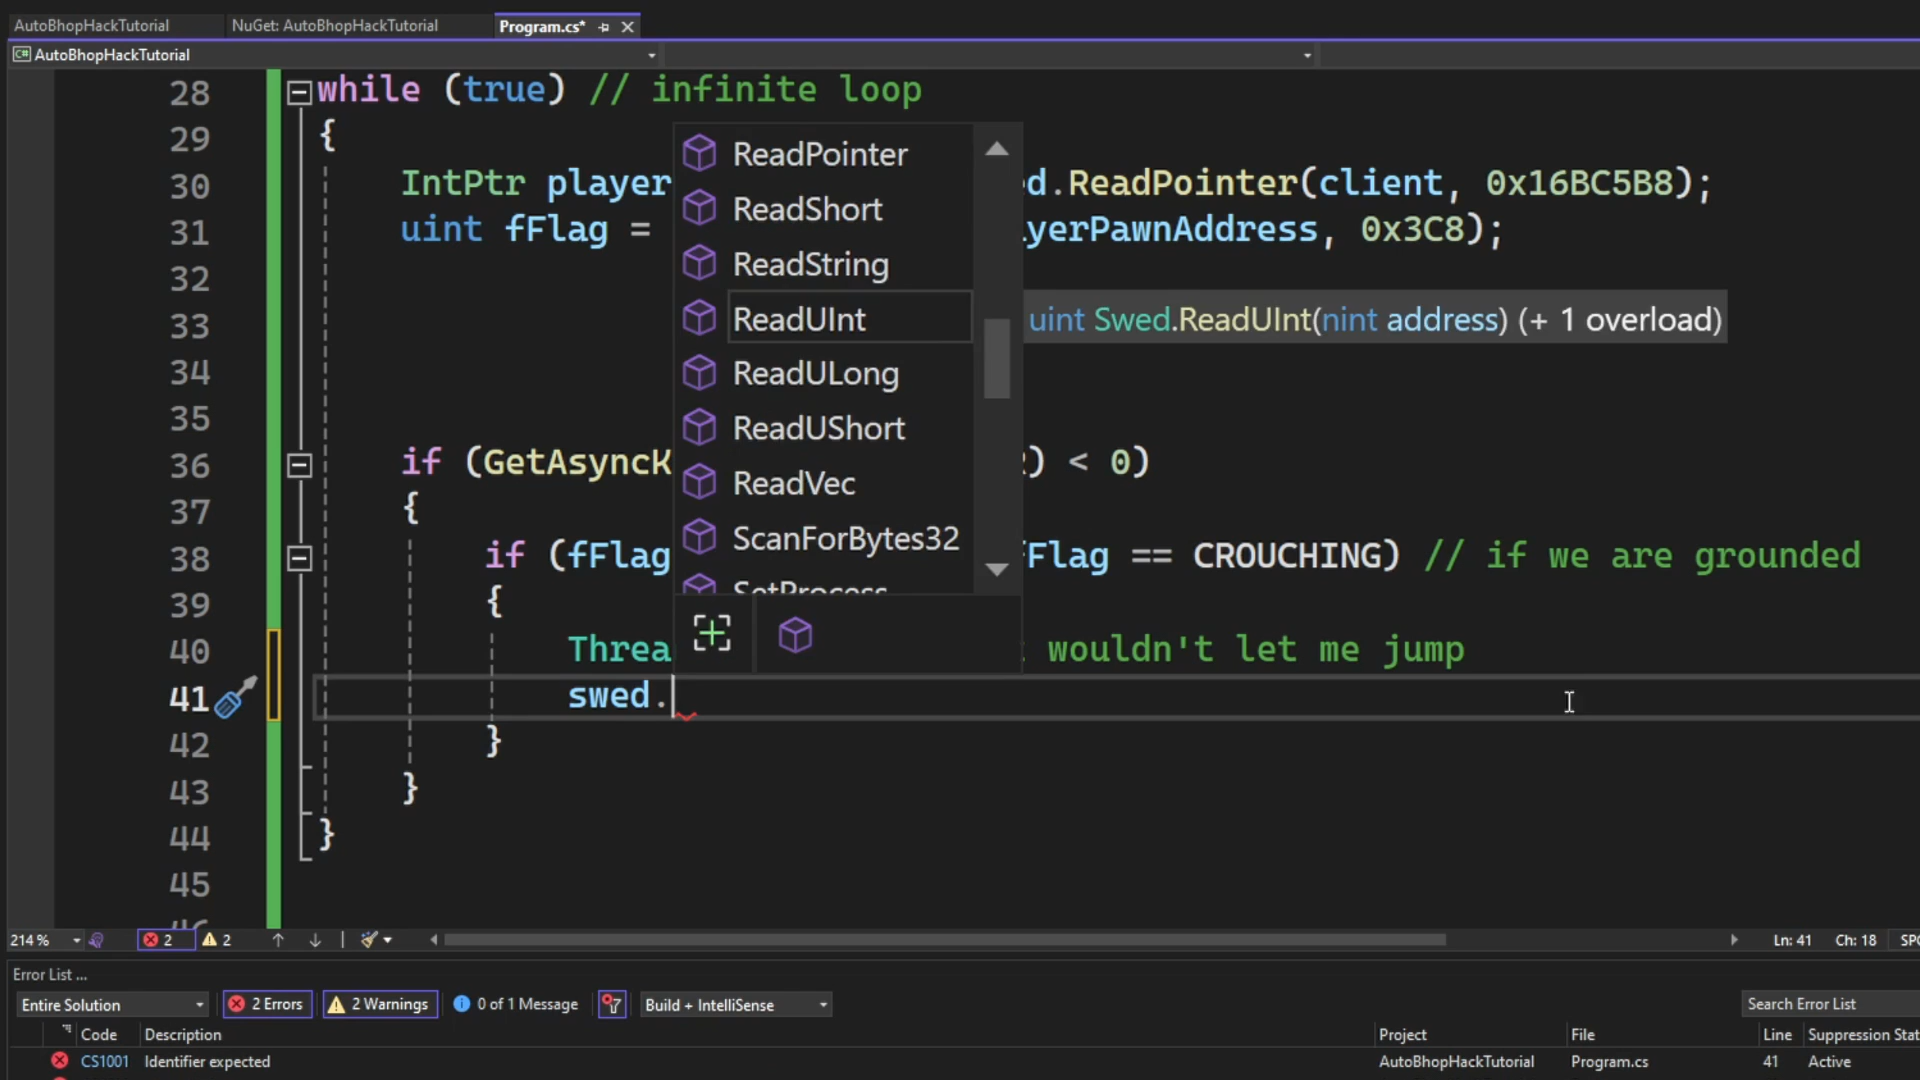 AutoBhopHackTutorial NuGet: AutoBhopHackTutorial Program.cs*
C# AutoBhopHackTutorial
28 while (true) // infinite loop
29 {
30 IntPtr player d.ReadPointer(client, 0x16BC5B8);
31 uint fFlag = yerPawnAddress, 0x3C8);
32
33
34
35
36 if (GetAsyncK ) < 0)
37 {
38 if (fFlag Flag == CROUCHING) // if we are grounded
39 {
40 Threa wouldn't let me jump
41 swed.
42 }
43 }
44 }
45
ReadPointer
ReadShort
ReadString
ReadUInt uint Swed.ReadUInt(nint address) (+ 1 overload)
ReadULong
ReadUShort
ReadVec
ScanForBytes32
SetProcess
214 % 2 2 Ln: 41 Ch: 18 SPC
Error List ...
Entire Solution 2 Errors 2 Warnings 0 of 1 Message Build + IntelliSense Search Error List
Code Description Project File Line Suppression Stat
CS1001 Identifier expected AutoBhopHackTutorial Program.cs 41 Active